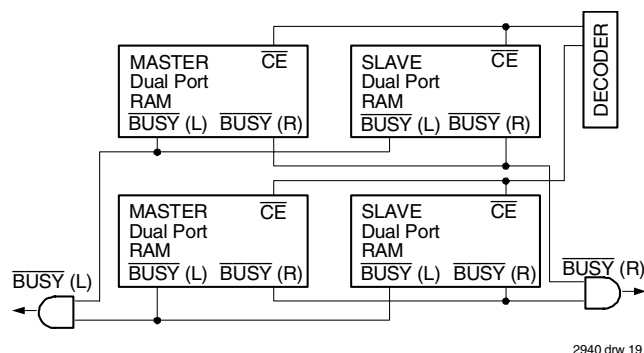 MASTER
Dual Port
RAM
CE
BUSY (L) BUSY (R)
SLAVE
Dual Port
RAM
CE
BUSY (L) BUSY (R)
DECODER
MASTER
Dual Port
RAM
CE
BUSY (L) BUSY (R)
SLAVE
Dual Port
RAM
CE
BUSY (L) BUSY (R)
BUSY (L)
BUSY (R)
2940 drw 19